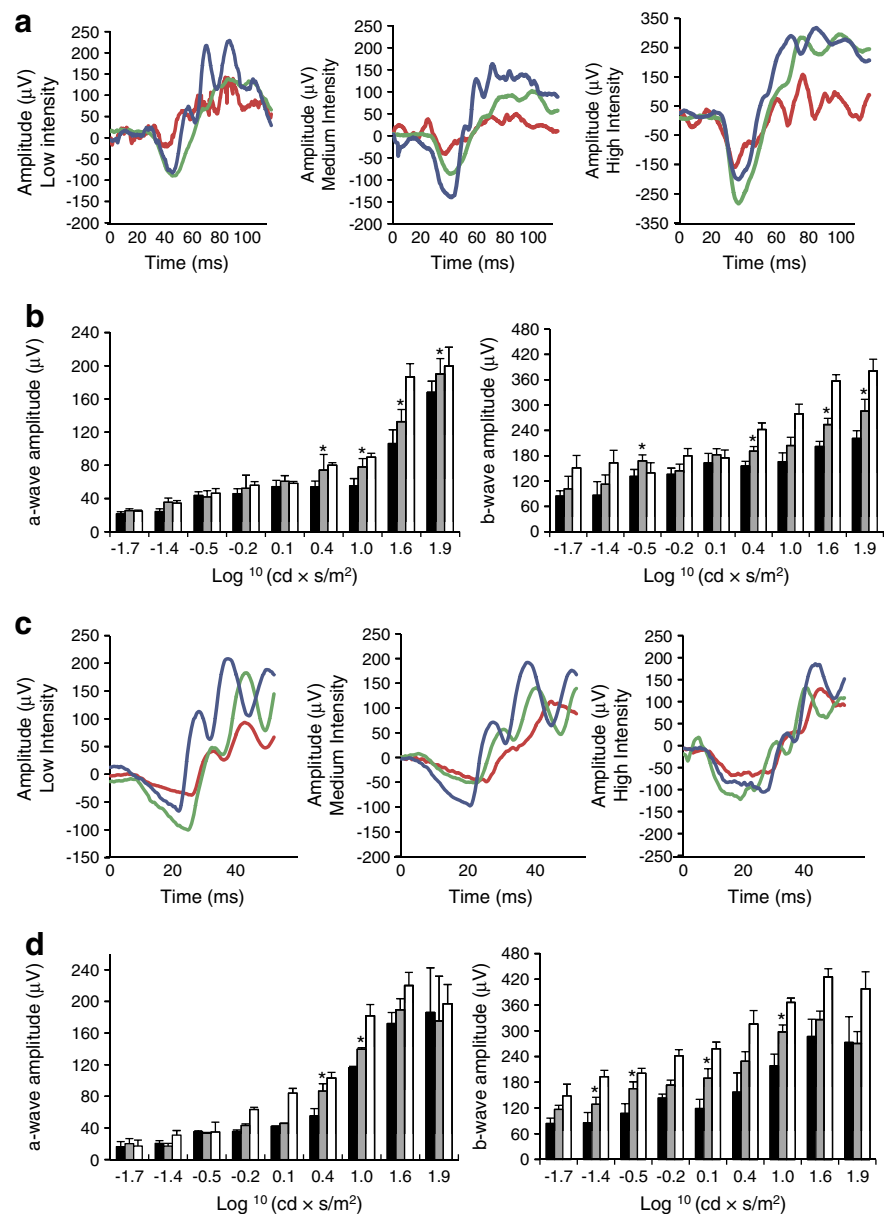 a
Amplitude (µV)
Low intensity
250
200
150
100
50
0
-50
-100
-150
200
0 20 40 60 80 100
Time (ms)
Amplitude (µV)
Medium Intensity
250
200
150
100
50
0
-50
-100
-150
-200
0 20 40 60 80 100
Time (ms)
Amplitude (µV)
High Intensity
350
250
150
50
-50
-150
-250
-350
0 20 40 60 80 100
Time (ms)
b
a-wave amplitude (µV)
240
200
160
120
80
40
0
* * * *
-1.7 -1.4 -0.5 -0.2 0.1 0.4 1.0 1.6 1.9
Log 10 (cd × s/m²)
b-wave amplitude (µV)
480
420
360
300
240
180
120
60
0
* * * *
-1.7 -1.4 -0.5 -0.2 0.1 0.4 1.0 1.6 1.9
Log 10 (cd × s/m²)
c
Amplitude (µV)
Low Intensity
250
200
150
100
50
0
-50
-100
-150
0 20 40
Time (ms)
Amplitude (µV)
Medium Intensity
250
200
150
100
50
0
-50
-100
-150
-200
0 20 40
Time (ms)
Amplitude (µV)
High Intensity
250
200
150
100
50
0
-50
-100
-150
-200
-250
0 20 40
Time (ms)
d
a-wave amplitude (µV)
240
200
160
120
80
40
0
* *
-1.7 -1.4 -0.5 -0.2 0.1 0.4 1.0 1.6 1.9
Log 10 (cd × s/m²)
b-wave amplitude (µV)
480
420
360
300
240
180
120
60
0
* * * *
-1.7 -1.4 -0.5 -0.2 0.1 0.4 1.0 1.6 1.9
Log 10 (cd × s/m²)